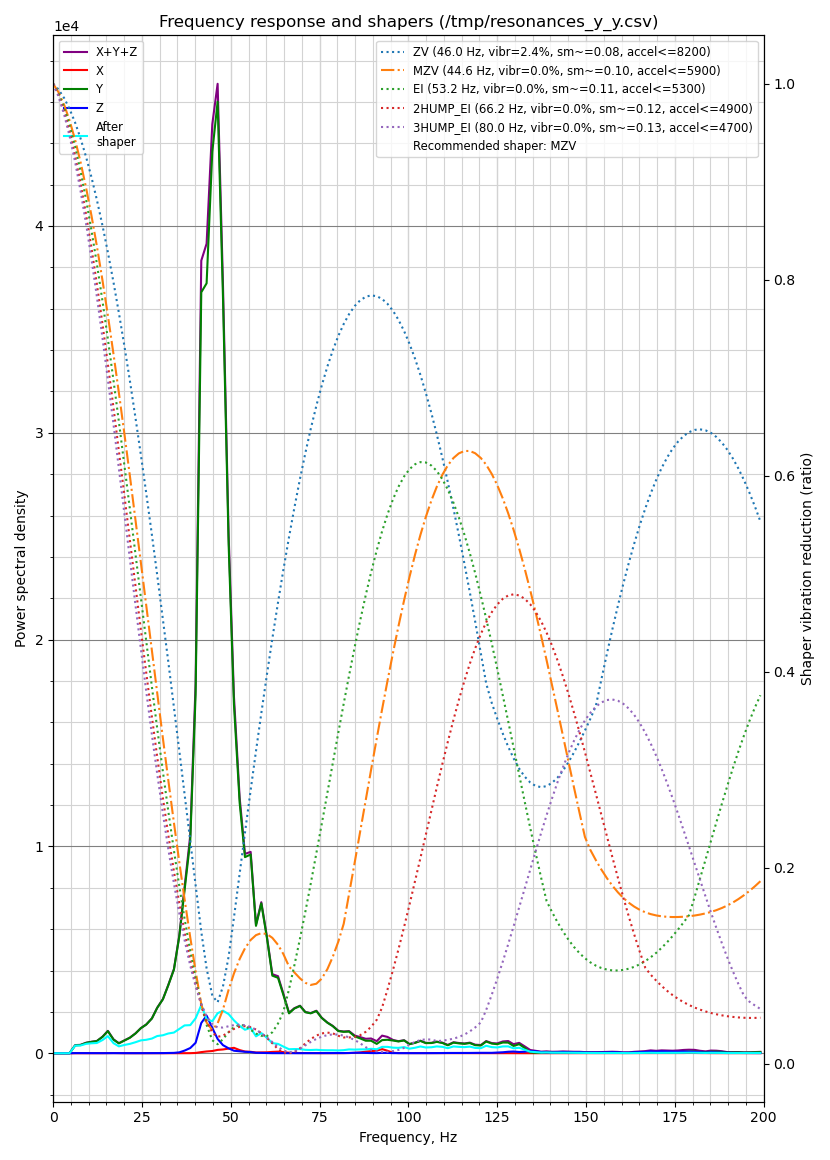 Frequency response and shapers (/tmp/resonances_y_y.csv)
1e4
X+Y+Z
X
Y
Z
After
shaper
ZV (46.0 Hz, vibr=2.4%, sm~=0.08, accel<=8200)
MZV (44.6 Hz, vibr=0.0%, sm~=0.10, accel<=5900)
EI (53.2 Hz, vibr=0.0%, sm~=0.11, accel<=5300)
2HUMP_EI (66.2 Hz, vibr=0.0%, sm~=0.12, accel<=4900)
3HUMP_EI (80.0 Hz, vibr=0.0%, sm~=0.13, accel<=4700)
Recommended shaper: MZV
Power spectral density
4
3
2
1
0
1.0
0.8
0.6
0.4
0.2
0.0
Shaper vibration reduction (ratio)
0 25 50 75 100 125 150 175 200
Frequency, Hz